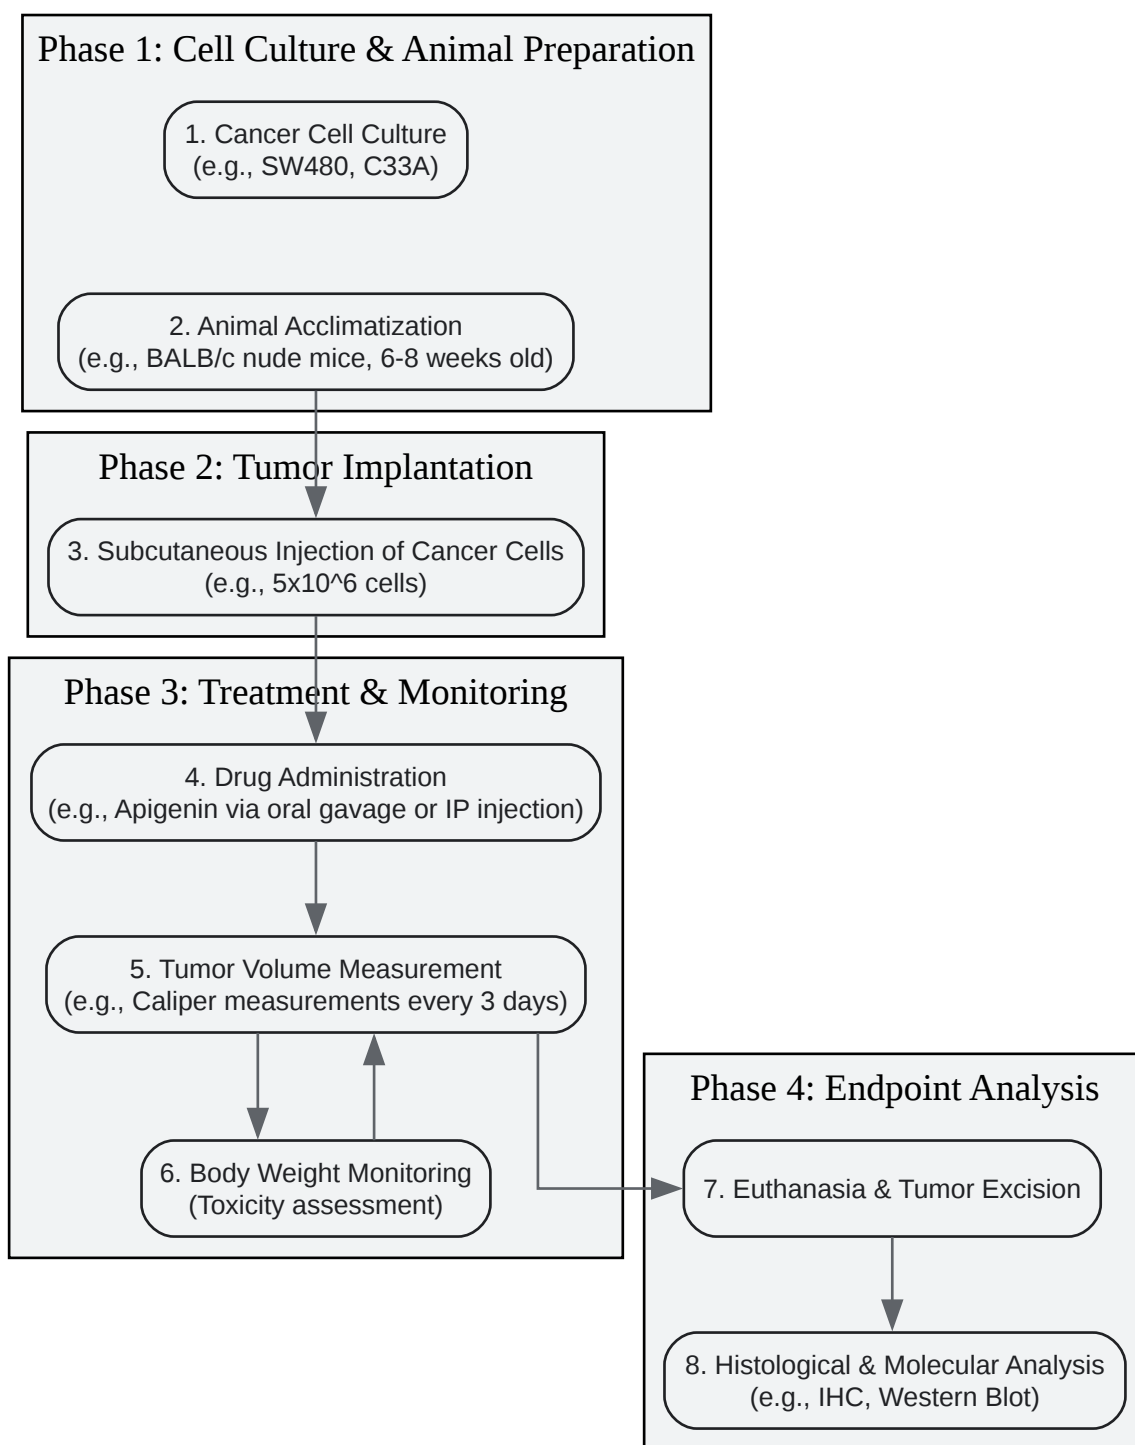 Phase 1: Cell Culture & Animal Preparation
1. Cancer Cell Culture
(e.g., SW480, C33A)
2. Animal Acclimatization
(e.g., BALB/c nude mice, 6-8 weeks old)
Phase 2: Tumor Implantation
3. Subcutaneous Injection of Cancer Cells
(e.g., 5x10^6 cells)
Phase 3: Treatment & Monitoring
4. Drug Administration
(e.g., Apigenin via oral gavage or IP injection)
5. Tumor Volume Measurement
(e.g., Caliper measurements every 3 days)
6. Body Weight Monitoring
(Toxicity assessment)
Phase 4: Endpoint Analysis
7. Euthanasia & Tumor Excision
8. Histological & Molecular Analysis
(e.g., IHC, Western Blot)